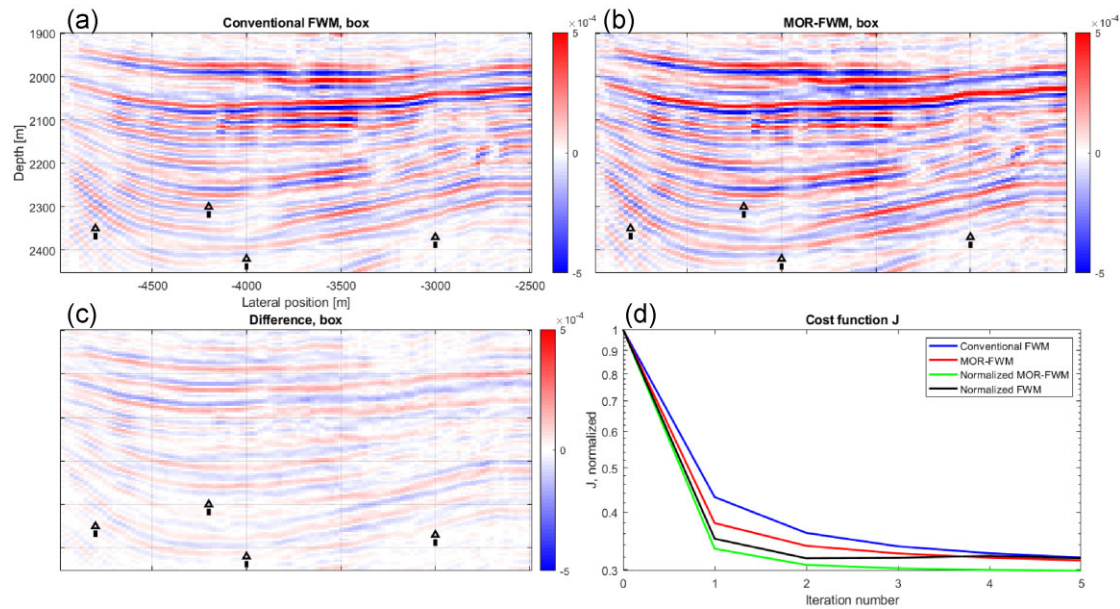 (a)
Conventional FWM, box
×10⁻⁴
5
0
-5
1900
2000
2100
2200
2300
2400
Depth [m]
-4500
-4000
-3500
-3000
-2500
Lateral position [m]
(b)
MOR-FWM, box
×10⁻⁴
5
0
-5
(c)
Difference, box
×10⁻⁴
5
0
-5
(d)
Cost function J
1
0.9
0.8
0.7
0.6
0.5
0.4
0.3
J, normalized
Conventional FWM
MOR-FWM
Normalized MOR-FWM
Normalized FWM
0
1
2
3
4
5
Iteration number